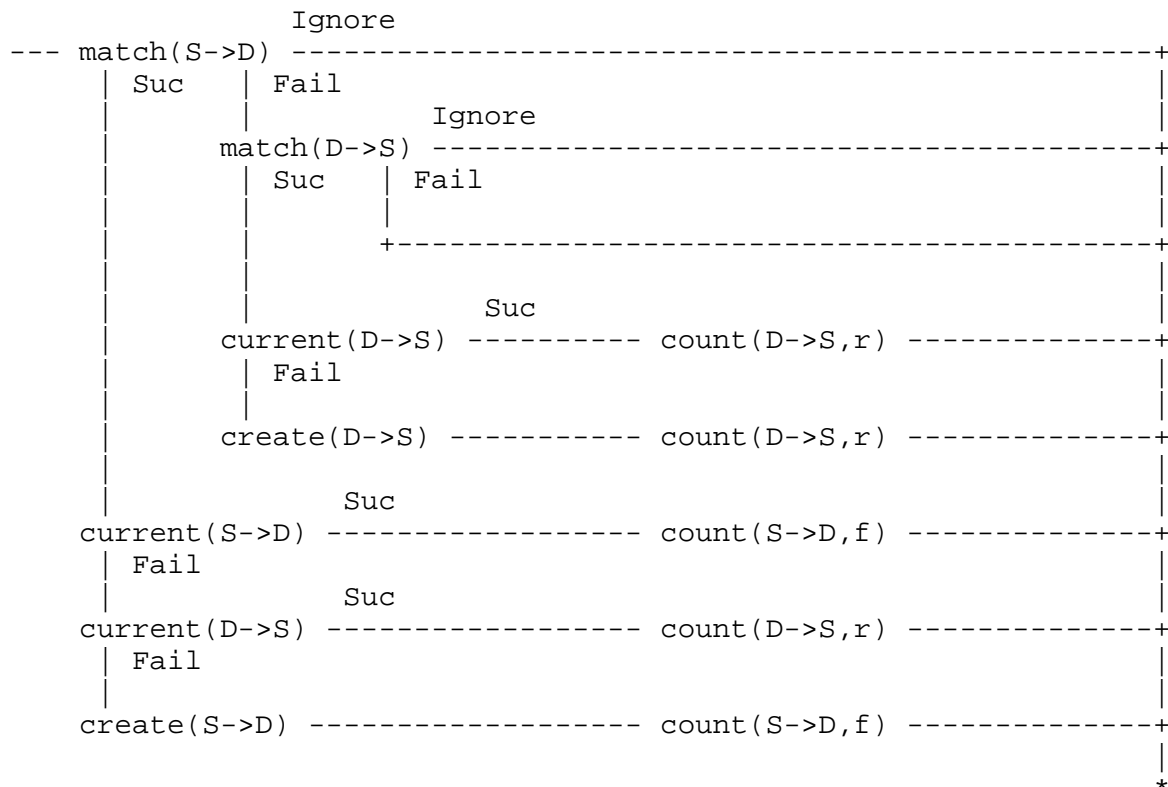 Ignore
--- match(S->D) -------------------------------------------------+
| Suc | Fail |
| | Ignore |
| match(D->S) -----------------------------------------+
| | Suc | Fail |
| | | |
| | +-------------------------------------------+
| | |
| | Suc |
| current(D->S) ---------- count(D->S,r) --------------+
| | Fail |
| | |
| create(D->S) ----------- count(D->S,r) --------------+
| |
| Suc |
current(S->D) ------------------ count(S->D,f) --------------+
| Fail |
| Suc |
current(D->S) ------------------ count(D->S,r) --------------+
| Fail |
| |
create(S->D) ------------------- count(S->D,f) --------------+
|
*